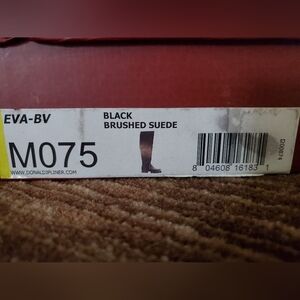 EVA-BV
BLACK
BRUSHED SUEDE
M075
WWW.DONALDJPLINER.COM
8 04608 16183 1